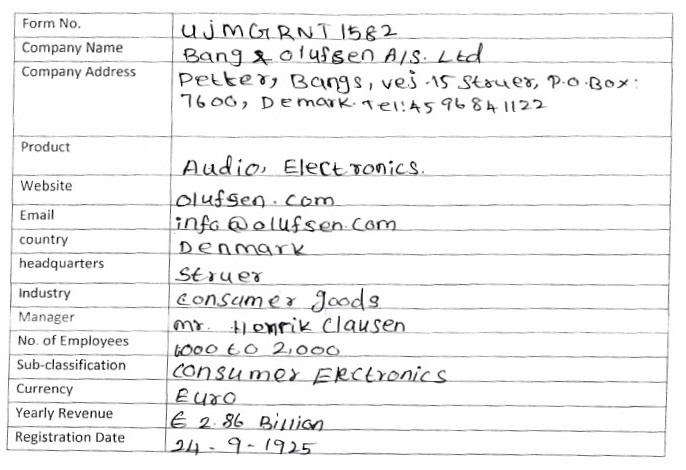 Form No. UJMGRNT1582
Company Name Bang & Olufsen A/S. Ltd
Company Address Petter, Bangs, vej-15 Struer, P.O.Box:
7600, Demark. Tel:4596841122
Product Audio, Electronics.
Website olufsen.com
Email info@olufsen.com
country Denmark
headquarters Struer
Industry Consumer goods
Manager mr. Henrik Clausen
No. of Employees 1000 to 2,000
Sub-classification Consumer Electronics
Currency Euro
Yearly Revenue € 2.86 Billion
Registration Date 24-9-1925